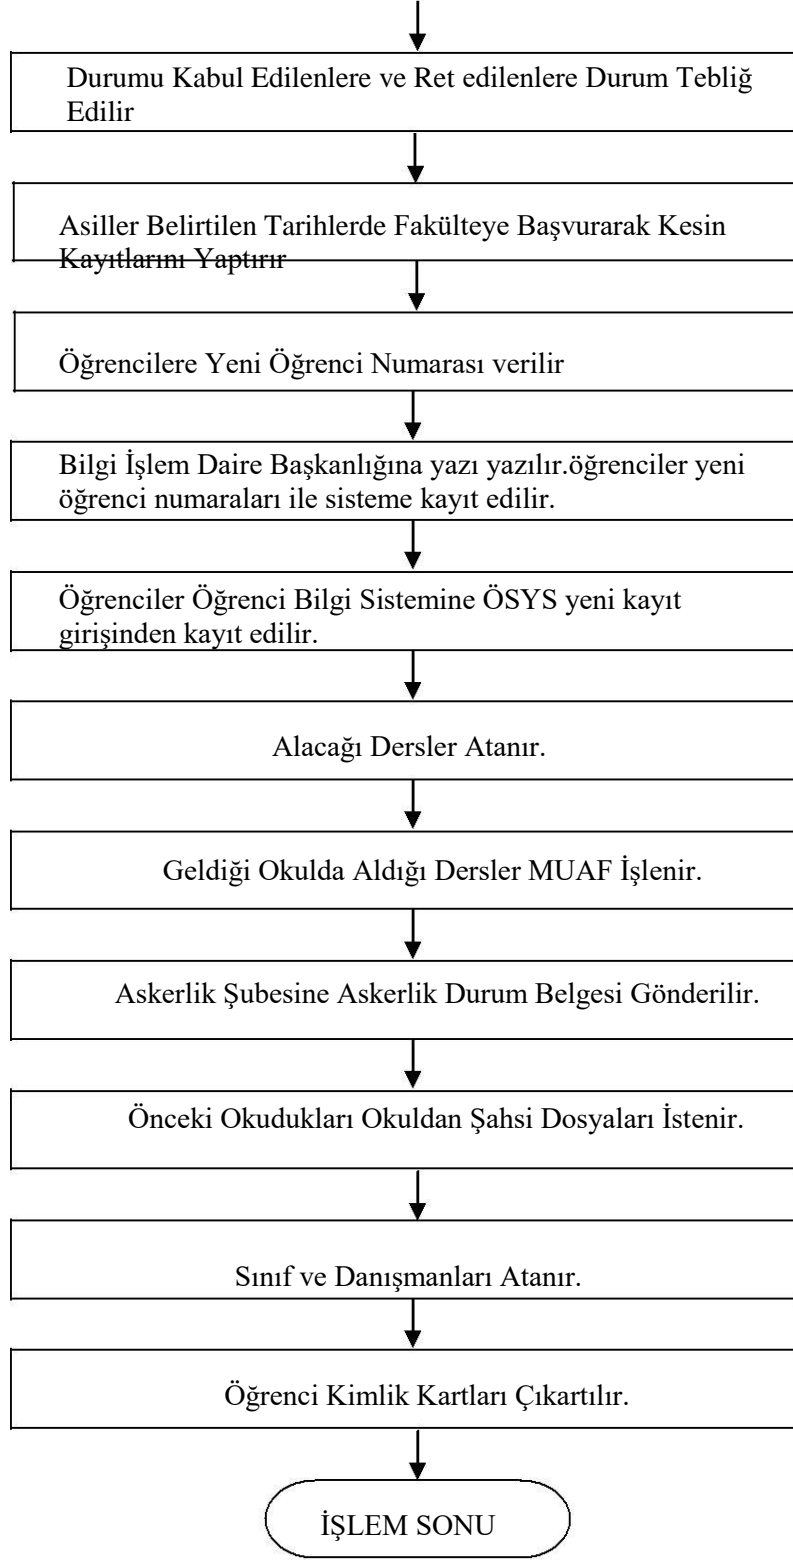 Durumu Kabul Edilenlere ve Ret edilenlere Durum Tebliğ
Edilir
Asiller Belirtilen Tarihlerde Fakülteye Başvurarak Kesin
Kayıtlarını Yaptırır
Öğrencilere Yeni Öğrenci Numarası verilir
Bilgi İşlem Daire Başkanlığına yazı yazılır.öğrenciler yeni
öğrenci numaraları ile sisteme kayıt edilir.
Öğrenciler Öğrenci Bilgi Sistemine ÖSYS yeni kayıt
girişinden kayıt edilir.
Alacağı Dersler Atanır.
Geldiği Okulda Aldığı Dersler MUAF İşlenir.
Askerlik Şubesine Askerlik Durum Belgesi Gönderilir.
Önceki Okudukları Okuldan Şahsi Dosyaları İstenir.
Sınıf ve Danışmanları Atanır.
Öğrenci Kimlik Kartları Çıkartılır.
İŞLEM SONU